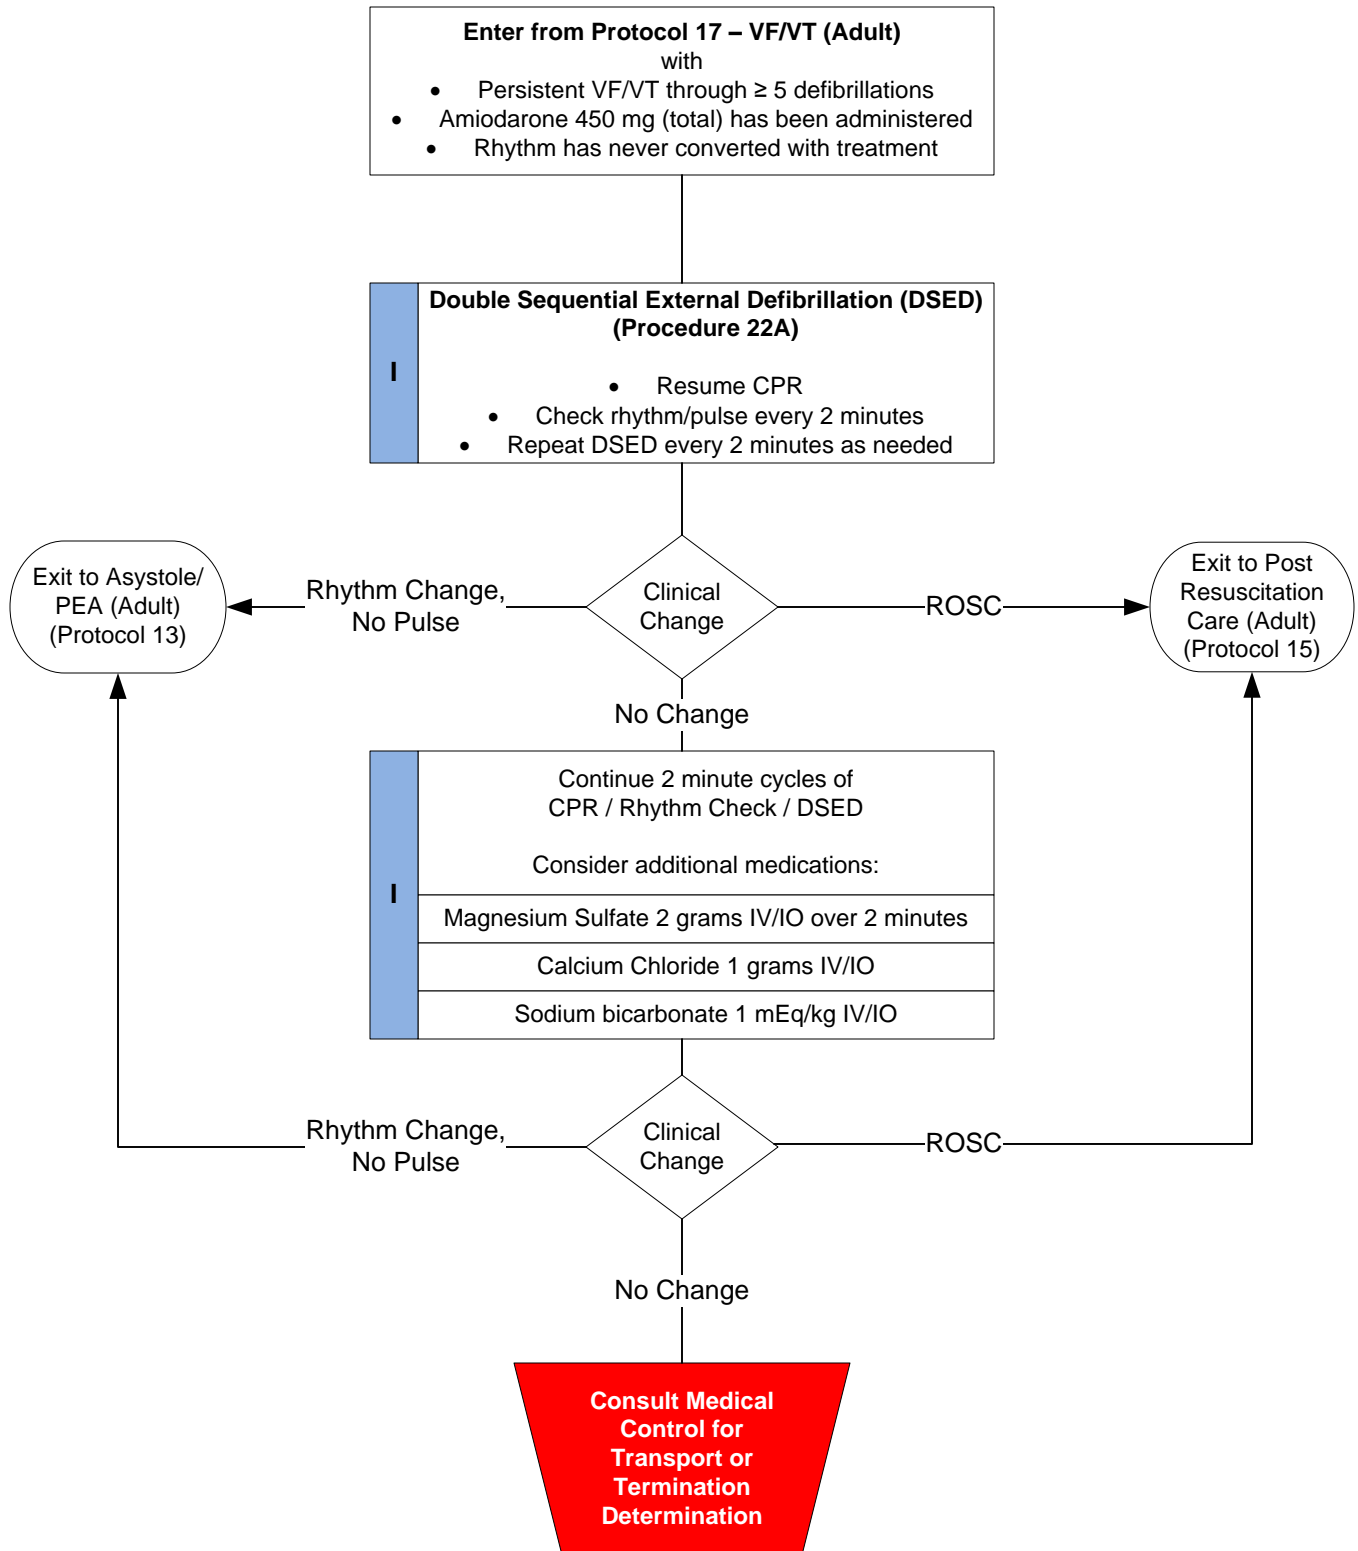 Enter from Protocol 17 – VF/VT (Adult)
with
• Persistent VF/VT through ≥ 5 defibrillations
• Amiodarone 450 mg (total) has been administered
• Rhythm has never converted with treatment
I
Double Sequential External Defibrillation (DSED)
(Procedure 22A)
• Resume CPR
• Check rhythm/pulse every 2 minutes
• Repeat DSED every 2 minutes as needed
Exit to Asystole/
PEA (Adult)
(Protocol 13)
Rhythm Change,
No Pulse
Clinical
Change
ROSC
Exit to Post
Resuscitation
Care (Adult)
(Protocol 15)
No Change
I
Continue 2 minute cycles of
CPR / Rhythm Check / DSED
Consider additional medications:
Magnesium Sulfate 2 grams IV/IO over 2 minutes
Calcium Chloride 1 grams IV/IO
Sodium bicarbonate 1 mEq/kg IV/IO
Rhythm Change,
No Pulse
Clinical
Change
ROSC
No Change
Consult Medical
Control for
Transport or
Termination
Determination